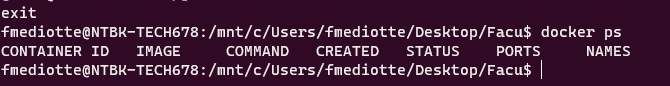 exit
fmediotte@NTBK-TECH678:/mnt/c/Users/fmediotte/Desktop/Facu$ docker ps
CONTAINER ID   IMAGE     COMMAND   CREATED   STATUS    PORTS     NAMES
fmediotte@NTBK-TECH678:/mnt/c/Users/fmediotte/Desktop/Facu$